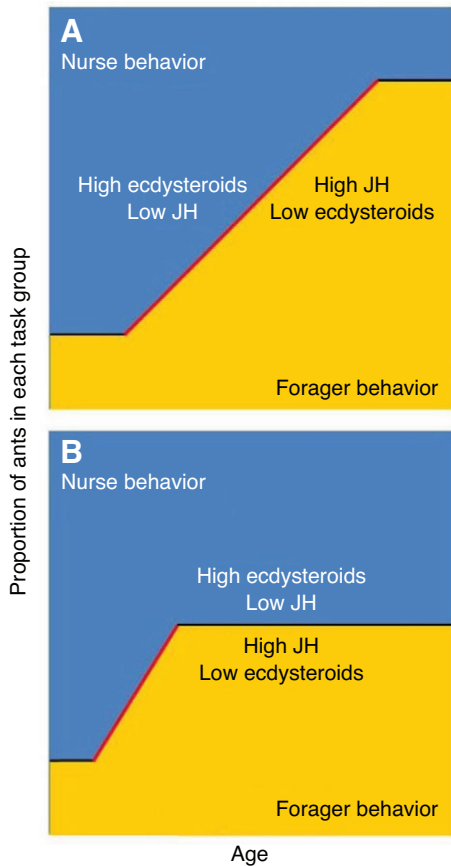 A
Nurse behavior
High ecdysteroids
Low JH
High JH
Low ecdysteroids
Forager behavior
B
Nurse behavior
High ecdysteroids
Low JH
High JH
Low ecdysteroids
Forager behavior
Proportion of ants in each task group
Age